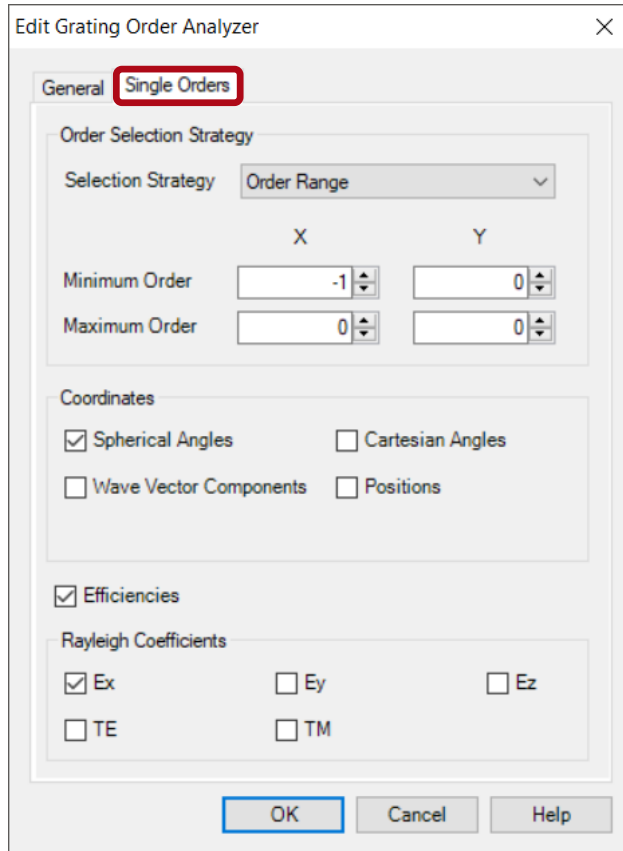 Edit Grating Order Analyzer
General Single Orders
Order Selection Strategy
Selection Strategy Order Range
X Y
Minimum Order -1 0
Maximum Order 0 0
Coordinates
Spherical Angles Cartesian Angles
Wave Vector Components Positions
Efficiencies
Rayleigh Coefficients
Ex Ey Ez
TE TM
OK Cancel Help